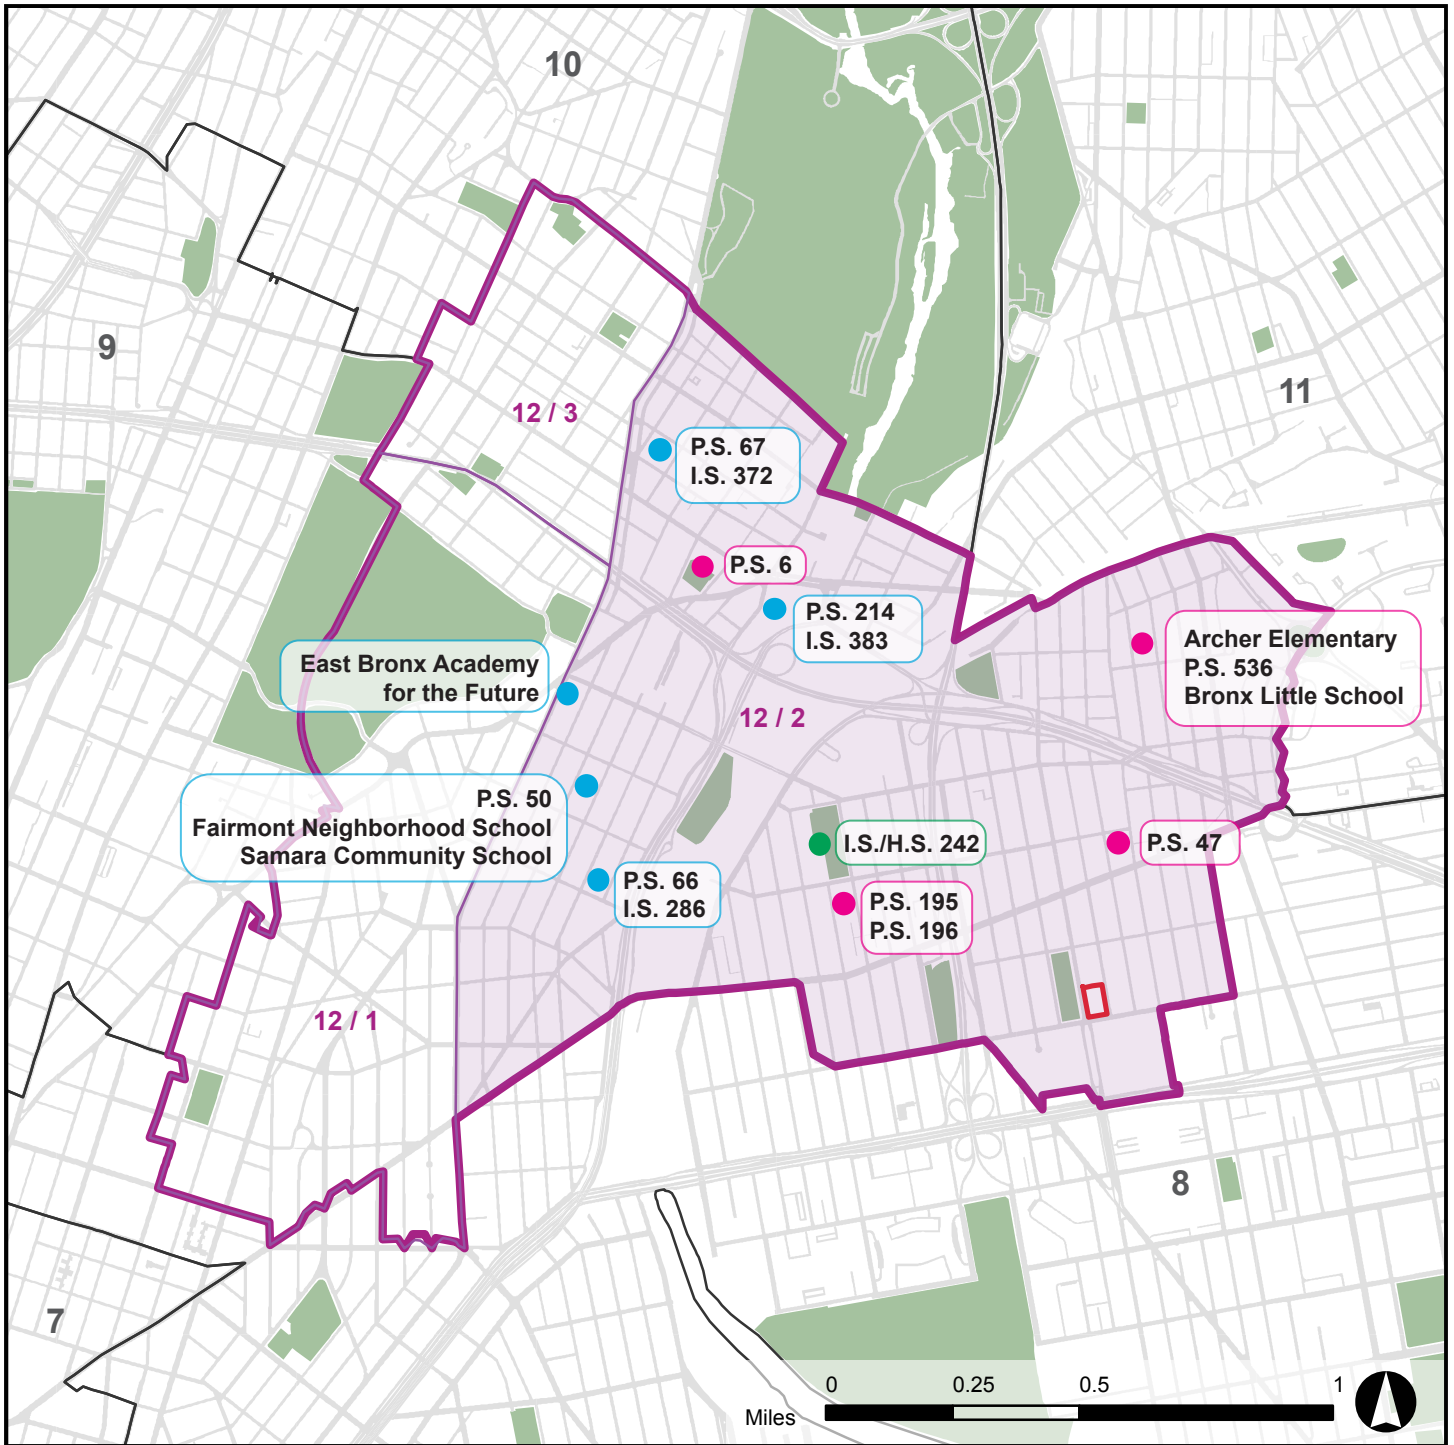 10
9
11
12 / 3
P.S. 67
I.S. 372
P.S. 6
P.S. 214
I.S. 383
East Bronx Academy
for the Future
Archer Elementary
P.S. 536
Bronx Little School
12 / 2
P.S. 50
Fairmont Neighborhood School
Samara Community School
I.S./H.S. 242
P.S. 47
P.S. 66
I.S. 286
P.S. 195
P.S. 196
12 / 1
8
7
0 0.25 0.5 1
Miles